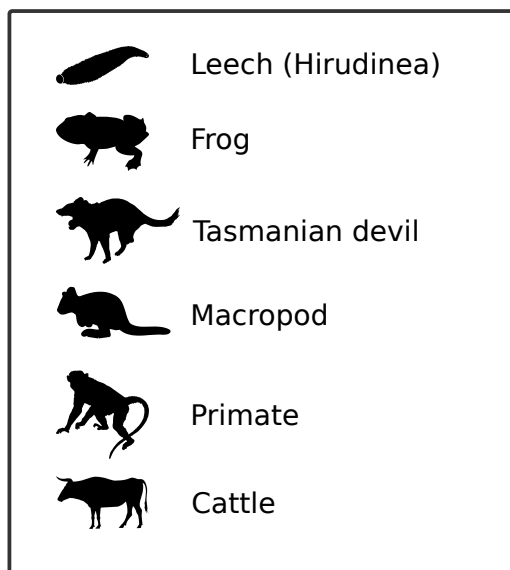 Leech (Hirudinea)
Frog
Tasmanian devil
Macropod
Primate
Cattle